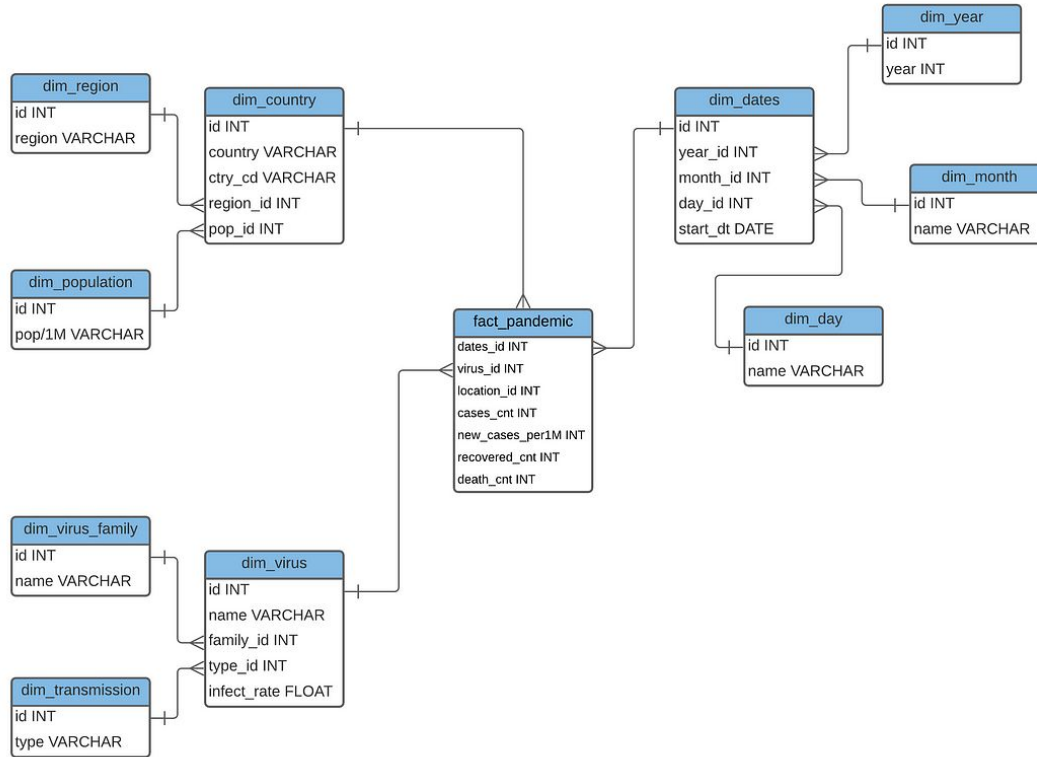 dim_year
id INT
year INT
dim_region
id INT
region VARCHAR
dim_country
id INT
country VARCHAR
ctry_cd VARCHAR
region_id INT
pop_id INT
dim_dates
id INT
year_id INT
month_id INT
day_id INT
start_dt DATE
dim_month
id INT
name VARCHAR
dim_population
id INT
pop/1M VARCHAR
fact_pandemic
dates_id INT
virus_id INT
location_id INT
cases_cnt INT
new_cases_per1M INT
recovered_cnt INT
death_cnt INT
dim_day
id INT
name VARCHAR
dim_virus_family
id INT
name VARCHAR
dim_virus
id INT
name VARCHAR
family_id INT
type_id INT
infect_rate FLOAT
dim_transmission
id INT
type VARCHAR